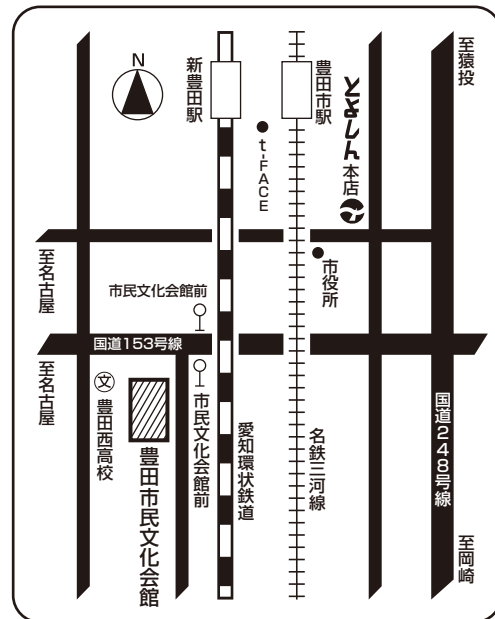 N
新豊田駅
豊田市駅
t-FACE
とよしん 本店
至猿投
至名古屋
市役所
市民文化会館前
国道153号線
至名古屋
文
豊田西高校
豊田市民文化会館
市民文化会館前
愛知環状鉄道
名鉄三河線
国道248号線
至岡崎